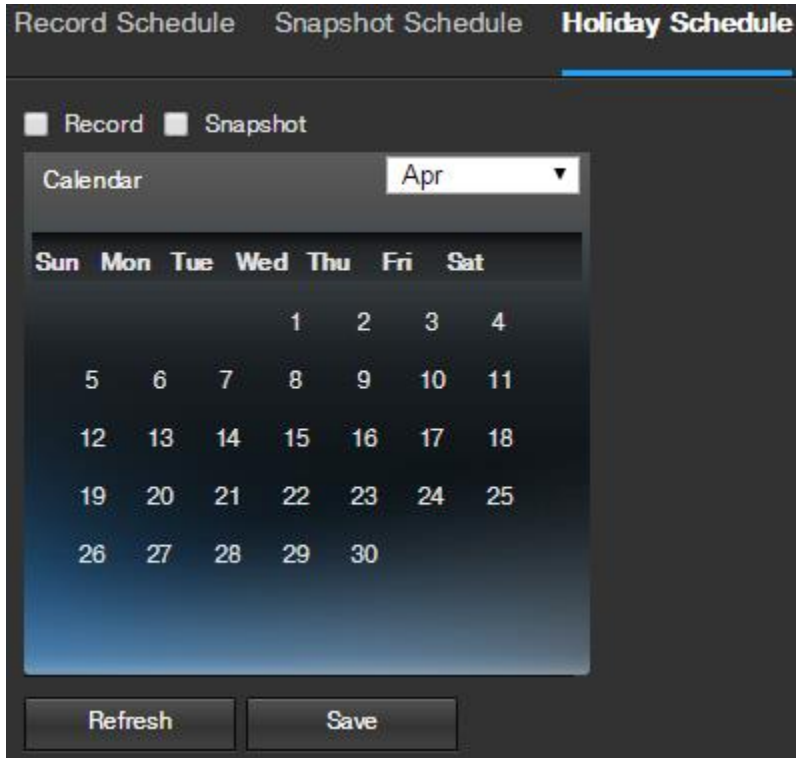 Record Schedule Snapshot Schedule Holiday Schedule
Record Snapshot
Calendar Apr
Sun Mon Tue Wed Thu Fri Sat
1 2 3 4
5 6 7 8 9 10 11
12 13 14 15 16 17 18
19 20 21 22 23 24 25
26 27 28 29 30
Refresh Save